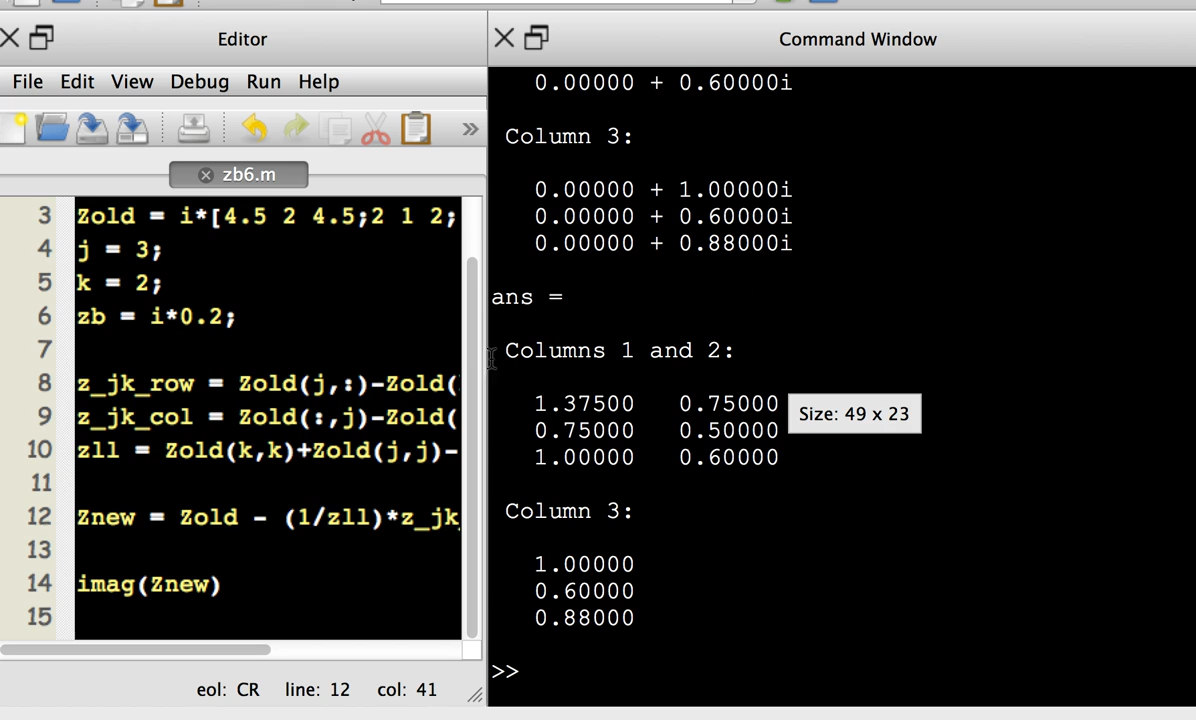 Editor
File Edit View Debug Run Help
»
zb6.m
3 Zold = i*[4.5 2 4.5;2 1 2;
4 j = 3;
5 k = 2;
6 zb = i*0.2;
7
8 z_jk_row = Zold(j,:)-Zold(
9 z_jk_col = Zold(:,j)-Zold(
10 zll = Zold(k,k)+Zold(j,j)-
11
12 Znew = Zold - (1/zll)*z_jk_
13
14 imag(Znew)
15
eol: CR line: 12 col: 41
Command Window
0.00000 + 0.60000i
Column 3:
0.00000 + 1.00000i
0.00000 + 0.60000i
0.00000 + 0.88000i
ans =
Columns 1 and 2:
1.37500 0.75000
0.75000 0.50000
1.00000 0.60000
Size: 49 x 23
Column 3:
1.00000
0.60000
0.88000
>>